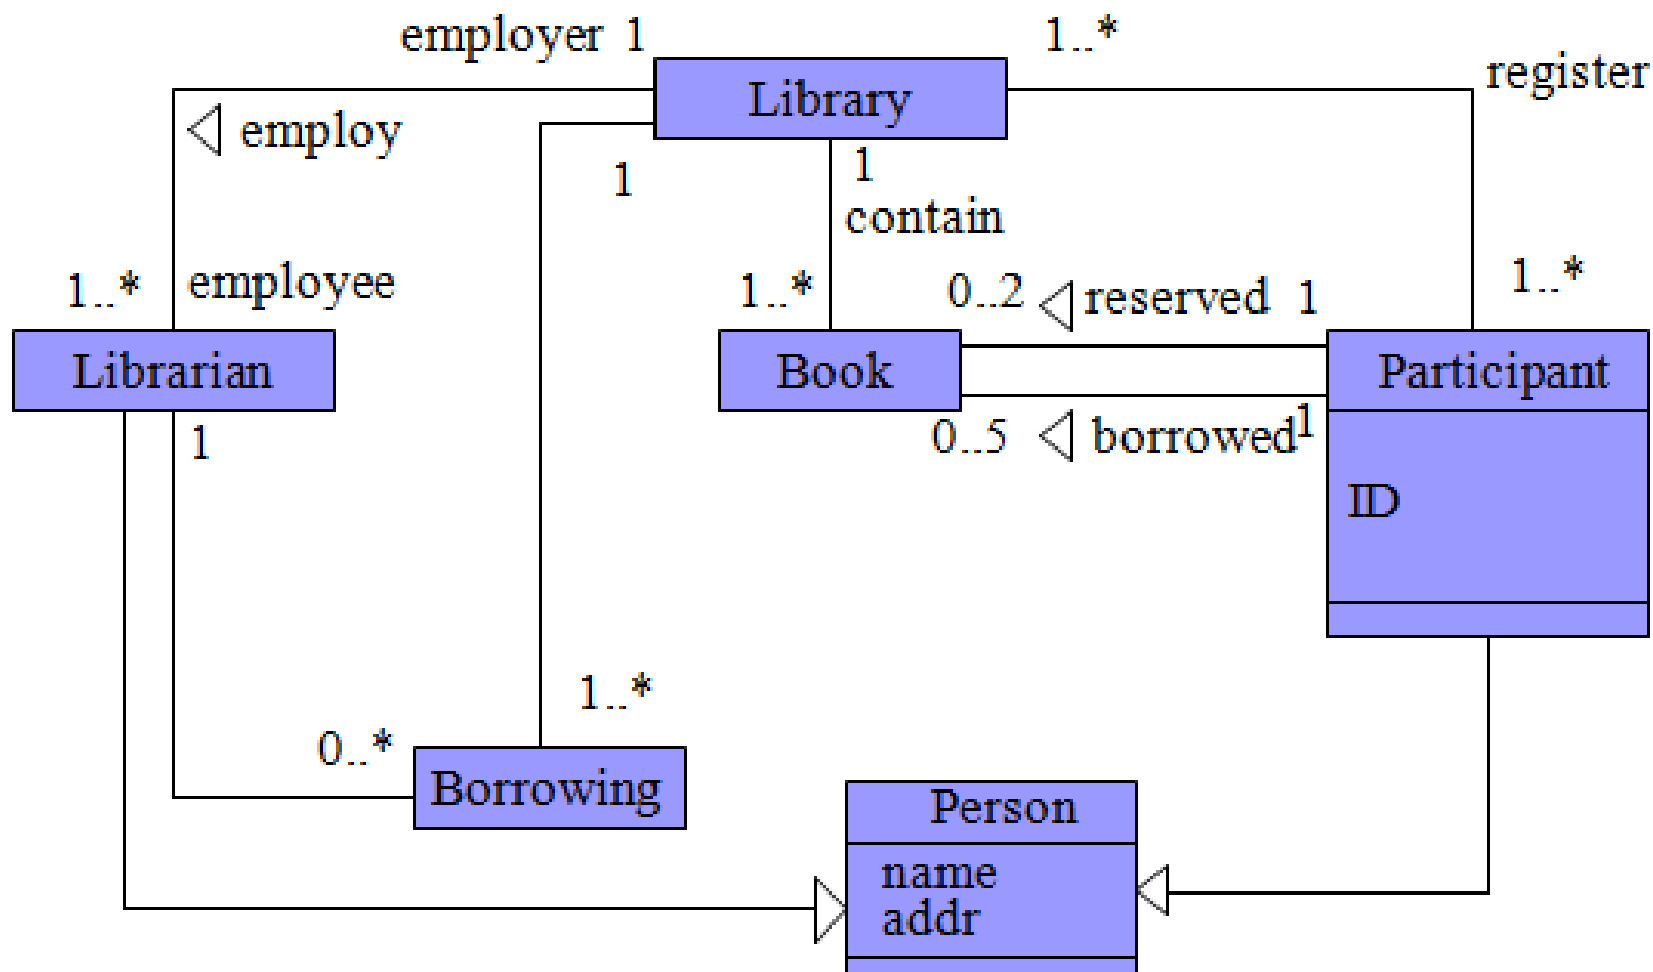 employer 1
1..*
register
Library
employ
1
1
contain
1..*
employee
1..*
0..2
reserved 1
1..*
Librarian
Book
Participant
1
0..5
borrowed
1
ID
1..*
0..*
Borrowing
Person
name
addr